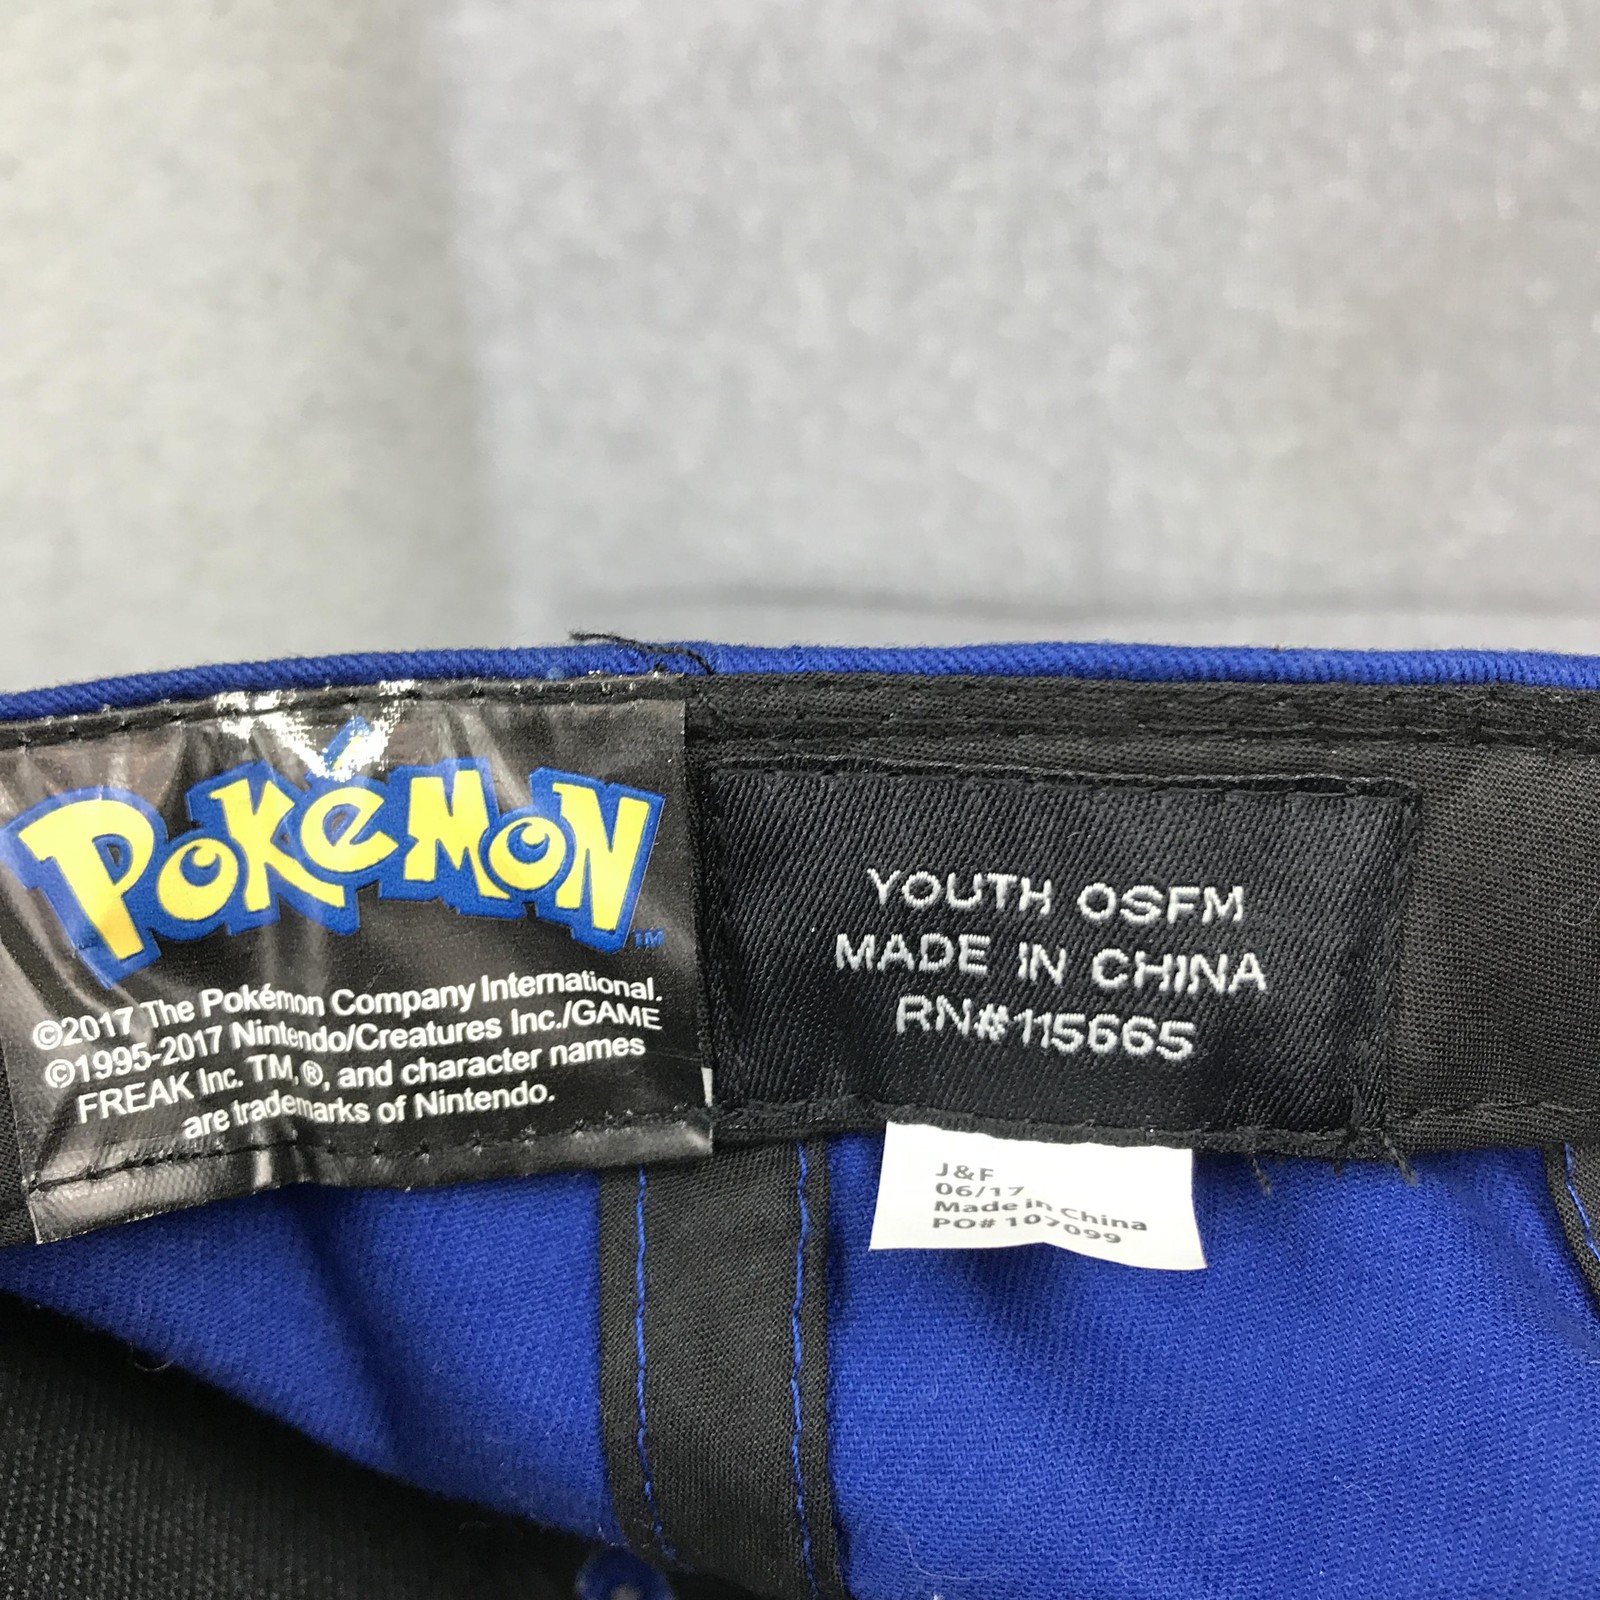 POKéMON™
©2017 The Pokémon Company International.
©1995-2017 Nintendo/Creatures Inc./GAME
FREAK Inc. TM,®, and character names
are trademarks of Nintendo.
YOUTH OSFM
MADE IN CHINA
RN#115665
J&F
06/17
Made in China
PO# 107099